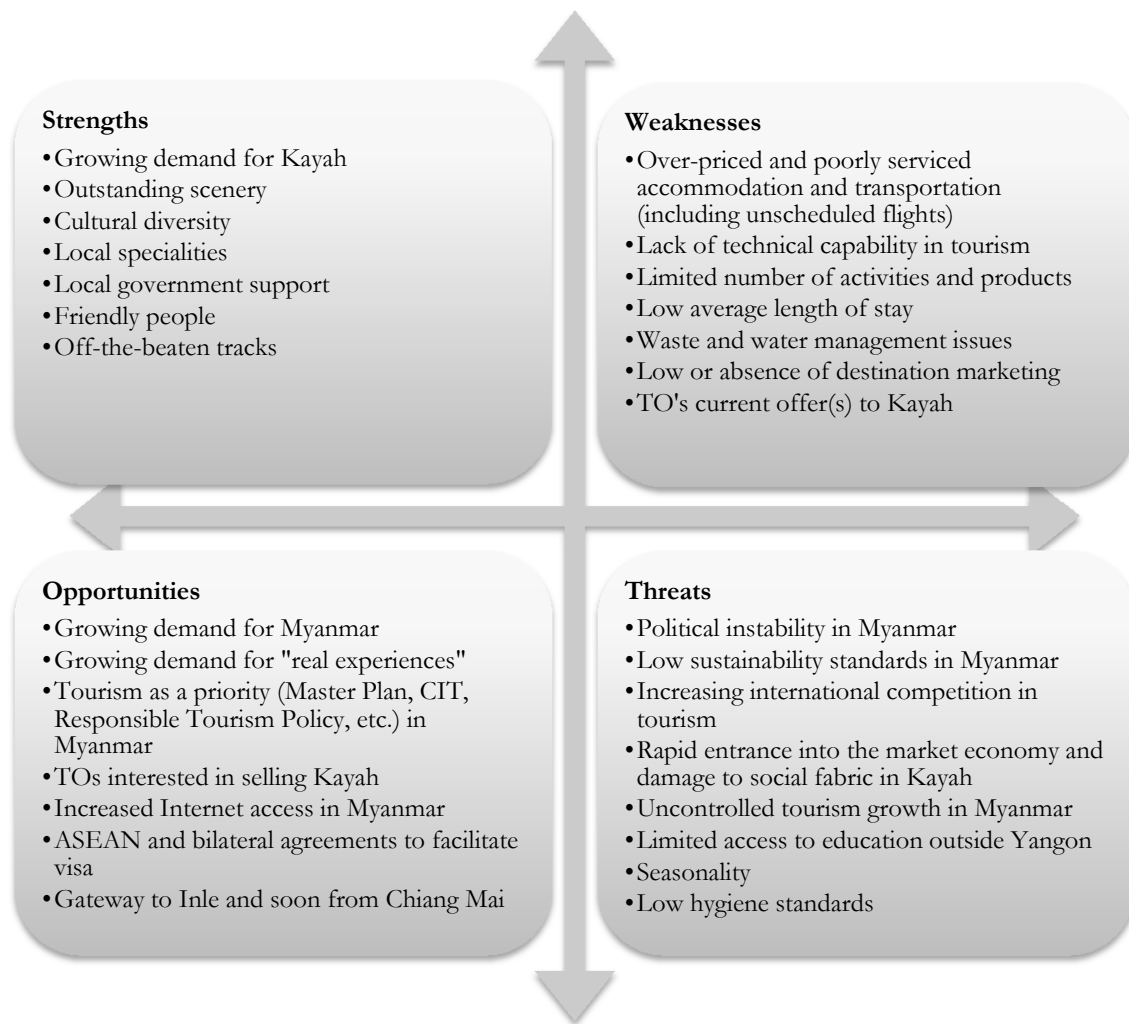 Strengths
•Growing demand for Kayah
•Outstanding scenery
•Cultural diversity
•Local specialities
•Local government support
•Friendly people
•Off-the-beaten tracks
Weaknesses
•Over-priced and poorly serviced
accommodation and transportation
(including unscheduled flights)
•Lack of technical capability in tourism
•Limited number of activities and products
•Low average length of stay
•Waste and water management issues
•Low or absence of destination marketing
•TO's current offer(s) to Kayah
Opportunities
•Growing demand for Myanmar
•Growing demand for "real experiences"
•Tourism as a priority (Master Plan, CIT,
Responsible Tourism Policy, etc.) in
Myanmar
•TOs interested in selling Kayah
•Increased Internet access in Myanmar
•ASEAN and bilateral agreements to facilitate
visa
•Gateway to Inle and soon from Chiang Mai
Threats
•Political instability in Myanmar
•Low sustainability standards in Myanmar
•Increasing international competition in
tourism
•Rapid entrance into the market economy and
damage to social fabric in Kayah
•Uncontrolled tourism growth in Myanmar
•Limited access to education outside Yangon
•Seasonality
•Low hygiene standards